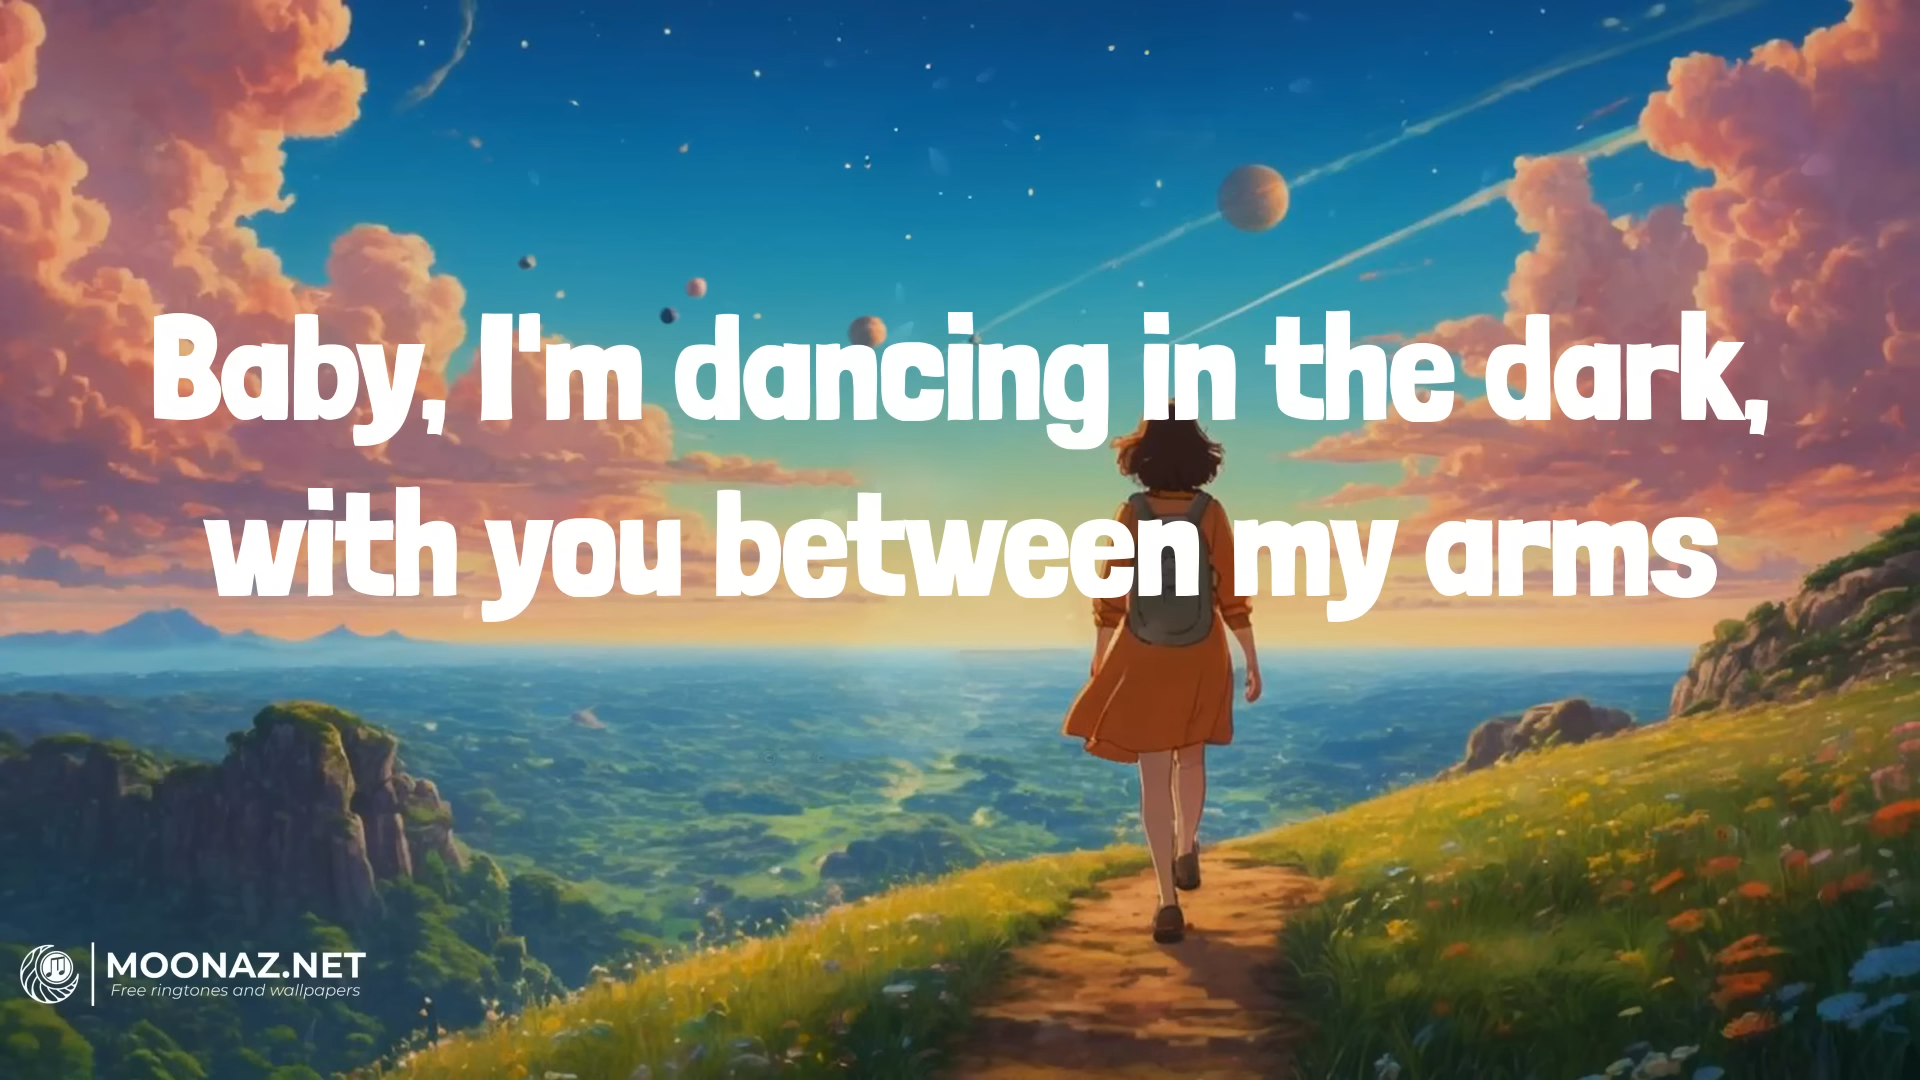 Baby, I'm dancing in the dark,
with you between my arms
MOONAZ.NET
Free ringtones and wallpapers